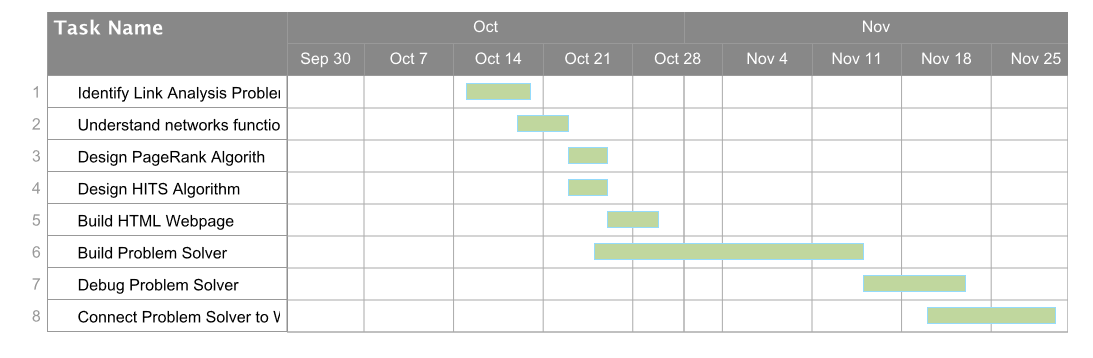 Task Name
Oct Nov
Sep 30 Oct 7 Oct 14 Oct 21 Oct 28 Nov 4 Nov 11 Nov 18 Nov 25
1 Identify Link Analysis Probler
2 Understand networks functio
3 Design PageRank Algorith
4 Design HITS Algorithm
5 Build HTML Webpage
6 Build Problem Solver
7 Debug Problem Solver
8 Connect Problem Solver to W